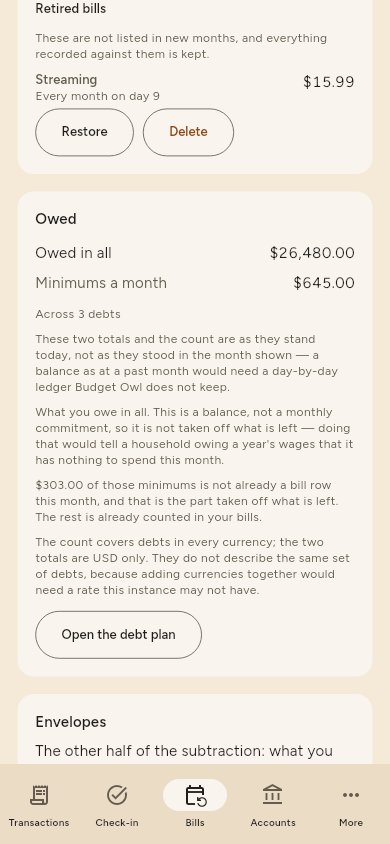 Retired bills
These are not listed in new months, and everything
recorded against them is kept.
Streaming
$15.99
Every month on day 9
Restore
Delete
Owed
Owed in all
$26,480.00
Minimums a month
$645.00
Across 3 debts
These two totals and the count are as they stand
today, not as they stood in the month shown — a
balance as at a past month would need a day-by-day
ledger Budget Owl does not keep.
What you owe in all. This is a balance, not a monthly
commitment, so it is not taken off what is left — doing
that would tell a household owing a year's wages that it
has nothing to spend this month.
$303.00 of those minimums is not already a bill row
this month, and that is the part taken off what is left.
The rest is already counted in your bills.
The count covers debts in every currency; the two
totals are USD only. They do not describe the same set
of debts, because adding currencies together would
need a rate this instance may not have.
Open the debt plan
Envelopes
The other half of the subtraction: what you
Transactions
Check-in
Bills
Accounts
More